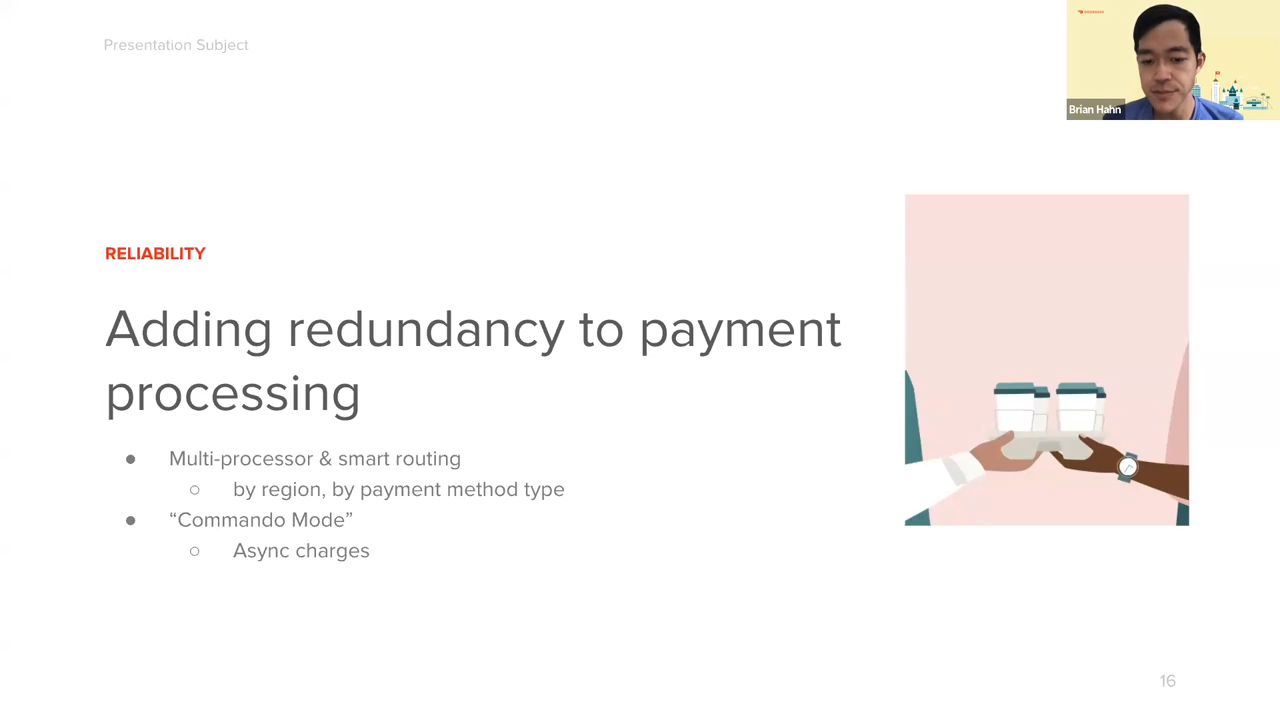 Presentation Subject
Brian Hahn
RELIABILITY
Adding redundancy to payment
processing
● Multi-processor & smart routing
○ by region, by payment method type
● “Commando Mode”
○ Async charges
16